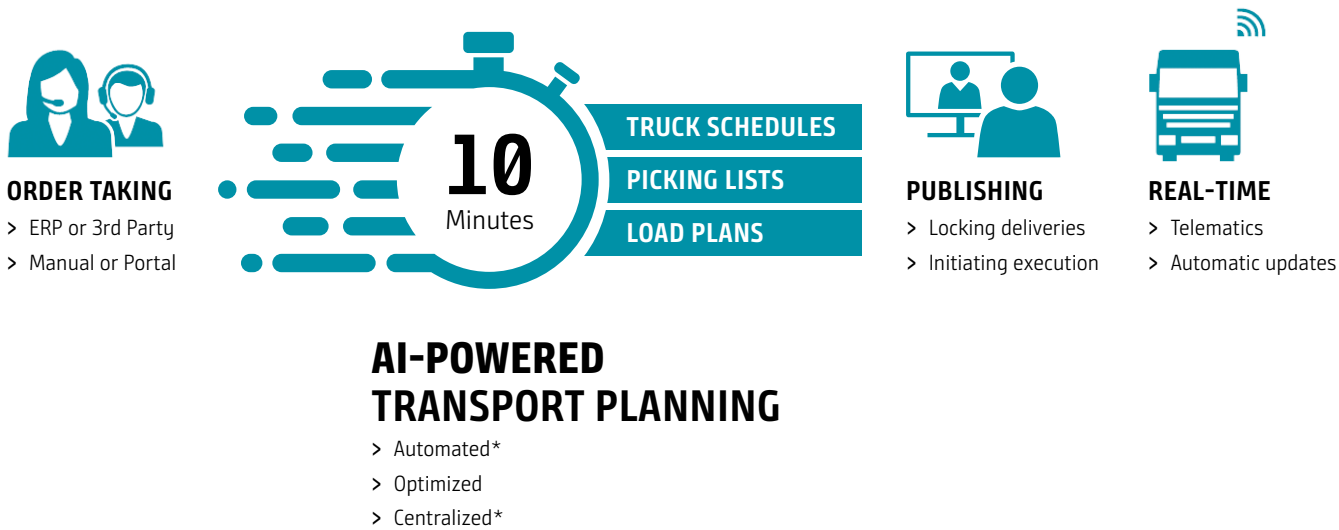 ORDER TAKING
> ERP or 3rd Party
> Manual or Portal
10
Minutes
TRUCK SCHEDULES
PICKING LISTS
LOAD PLANS
PUBLISHING
> Locking deliveries
> Initiating execution
REAL-TIME
> Telematics
> Automatic updates
AI-POWERED
TRANSPORT PLANNING
> Automated*
> Optimized
> Centralized*